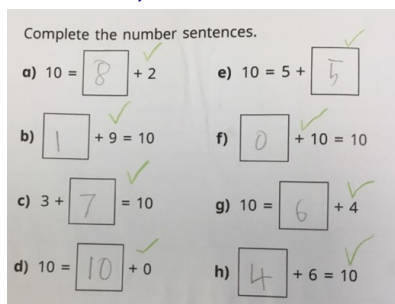 Complete the number sentences.
a) 10 = 8 + 2
e) 10 = 5 + 5
b) 1 + 9 = 10
f) 0 + 10 = 10
c) 3 + 7 = 10
g) 10 = 6 + 4
d) 10 = 10 + 0
h) 4 + 6 = 10